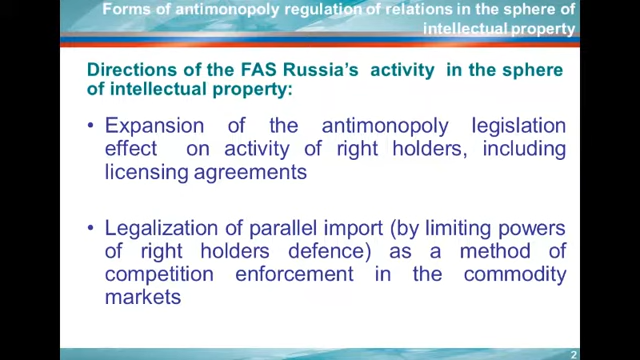 Forms of antimonopoly regulation of relations in the sphere of
intellectual property
Directions of the FAS Russia's activity in the sphere
of intellectual property:
• Expansion of the antimonopoly legislation
effect on activity of right holders, including
licensing agreements
• Legalization of parallel import (by limiting powers
of right holders defence) as a method of
competition enforcement in the commodity
markets
2